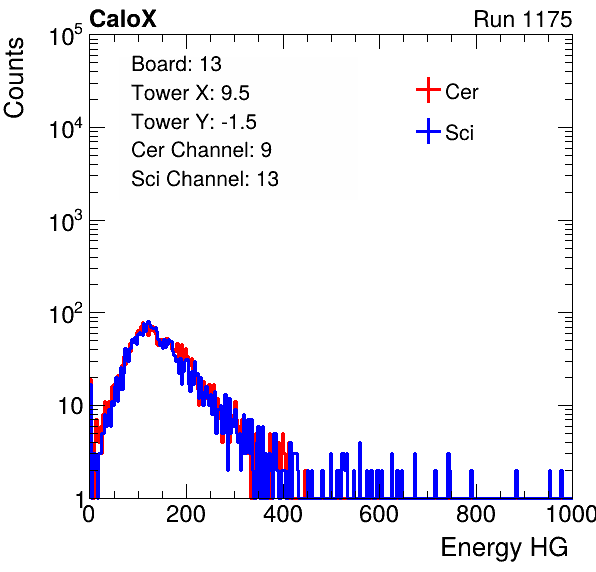 CaloX Run 1175
Counts
Board: 13
Tower X: 9.5
Tower Y: -1.5
Cer Channel: 9
Sci Channel: 13
Cer
Sci
10^5
10^4
10^3
10^2
10
1
0 200 400 600 800 1000
Energy HG